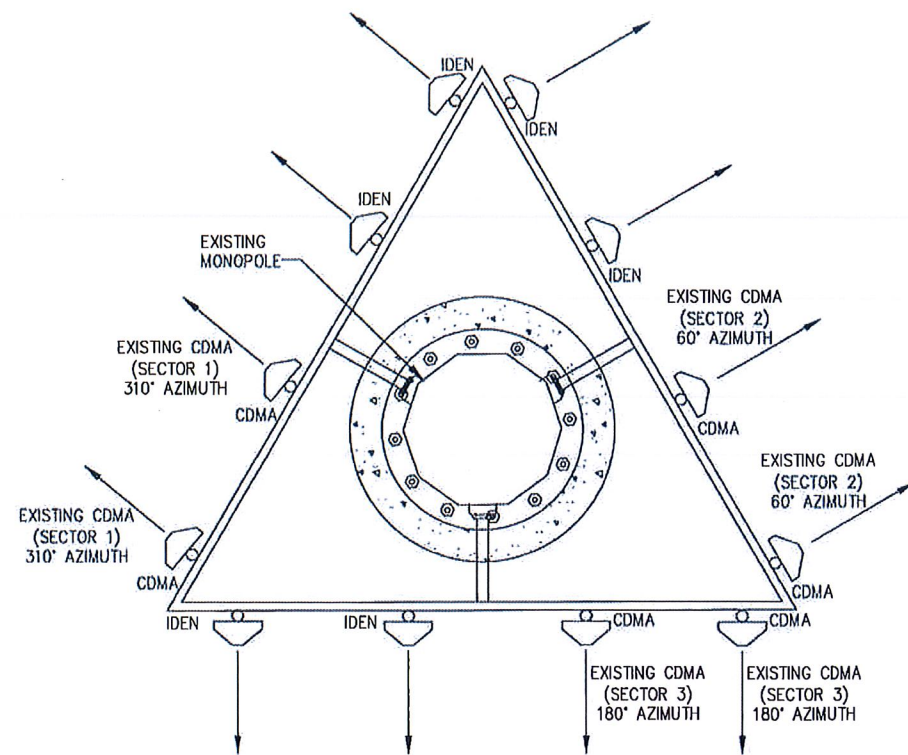 IDEN
IDEN
IDEN
EXISTING
MONOPOLE
IDEN
EXISTING CDMA
(SECTOR 2)
60° AZIMUTH
EXISTING CDMA
(SECTOR 1)
310° AZIMUTH
CDMA
CDMA
EXISTING CDMA
(SECTOR 2)
60° AZIMUTH
EXISTING CDMA
(SECTOR 1)
310° AZIMUTH
CDMA
CDMA
IDEN
IDEN
CDMA
CDMA
EXISTING CDMA
(SECTOR 3)
180° AZIMUTH
EXISTING CDMA
(SECTOR 3)
180° AZIMUTH